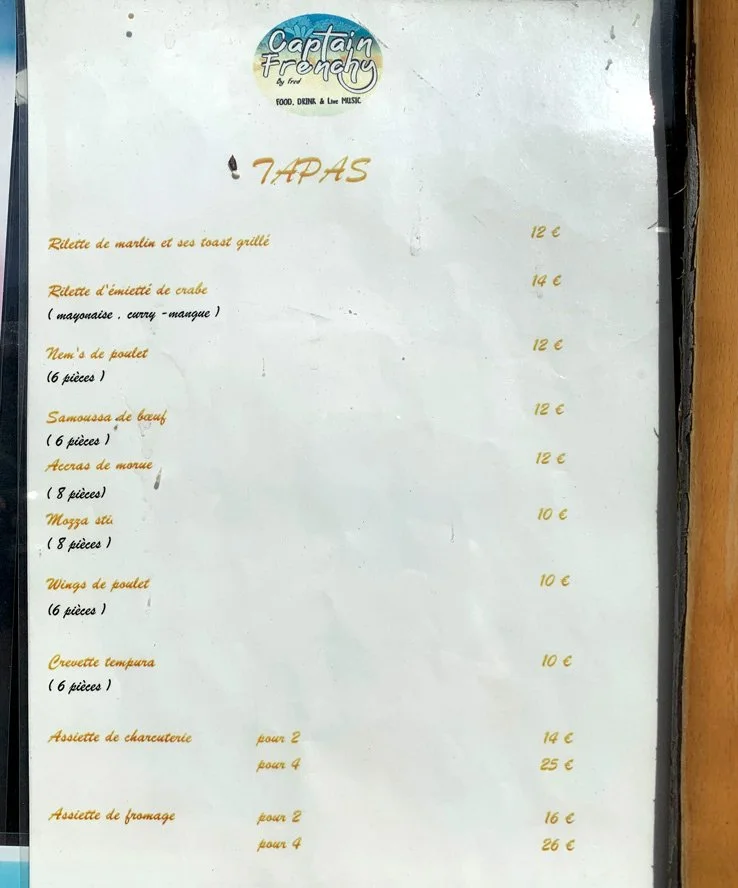 Captain
Frenchy
By Fred
FOOD, DRINK & Live MUSIC
TAPAS
Rilette de marlin et ses toast grillé 12 €
Rilette d'émietté de crabe 14 €
( mayonaise , curry - mangue )
Nem's de poulet 12 €
(6 pièces )
Samoussa de bœuf 12 €
( 6 pièces )
Accras de morue 12 €
( 8 pièces)
Mozza 10 €
( 8 pièces )
Wings de poulet 10 €
(6 pièces )
Crevette tempura 10 €
( 6 pièces )
Assiette de charcuterie pour 2 14 €
pour 4 25 €
Assiette de fromage pour 2 16 €
pour 4 26 €